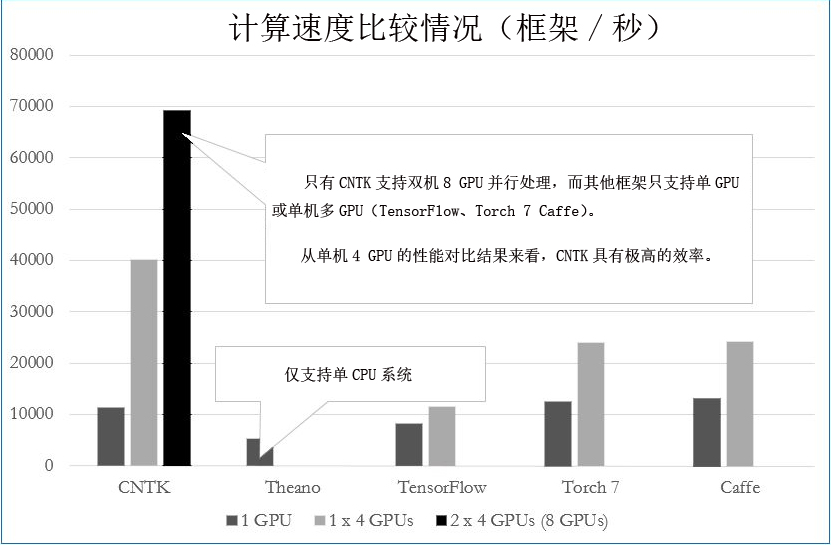 计算速度比较情况（框架／秒）
80000
70000
60000
50000
40000
30000
20000
10000
0
只有 CNTK 支持双机 8 GPU 并行处理，而其他框架只支持单 GPU
或单机多 GPU（TensorFlow、Torch 7 Caffe）。
从单机 4 GPU 的性能对比结果来看，CNTK 具有极高的效率。
仅支持单 CPU 系统
CNTK Theano TensorFlow Torch 7 Caffe
1 GPU 1 x 4 GPUs 2 x 4 GPUs (8 GPUs)